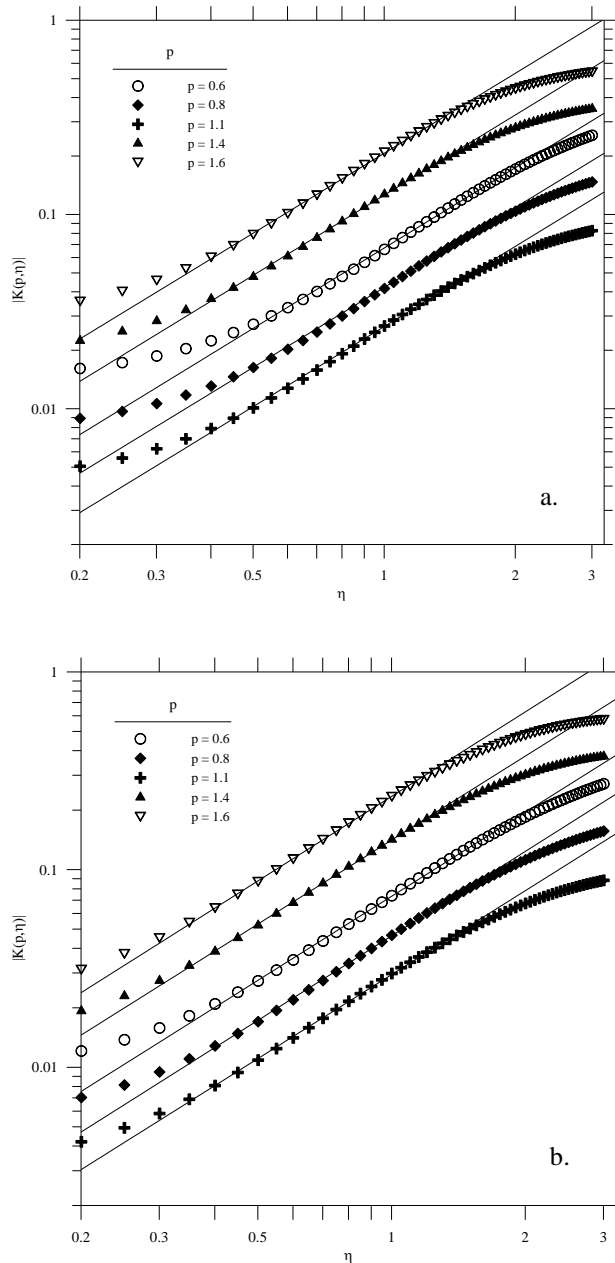 1
p
p = 0.6
p = 0.8
p = 1.1
p = 1.4
p = 1.6
0.1
|K(p,η)|
0.01
a.
0.2 0.3 0.5 1 2 3
η
1
p
p = 0.6
p = 0.8
p = 1.1
p = 1.4
p = 1.6
0.1
|K(p,η)|
0.01
b.
0.2 0.3 0.5 1 2 3
η